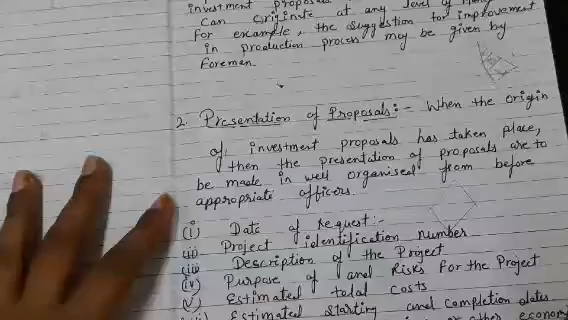 investment proposals
can originate at any level of
For example, the suggestion for improvement
in production process may be given by
foremen.
2. Presentation of Proposals:- When the origin
of investment proposals has taken place,
then the presentation of proposals are to
be made in well organised from before
appropriate officers.
(i) Date of Request:-
(ii) Project identification Number
(iii) Description of the Project
(iv) Purpose of and Risks For the Project
(v) Estimated total costs
Estimated starting and completion dates
or other